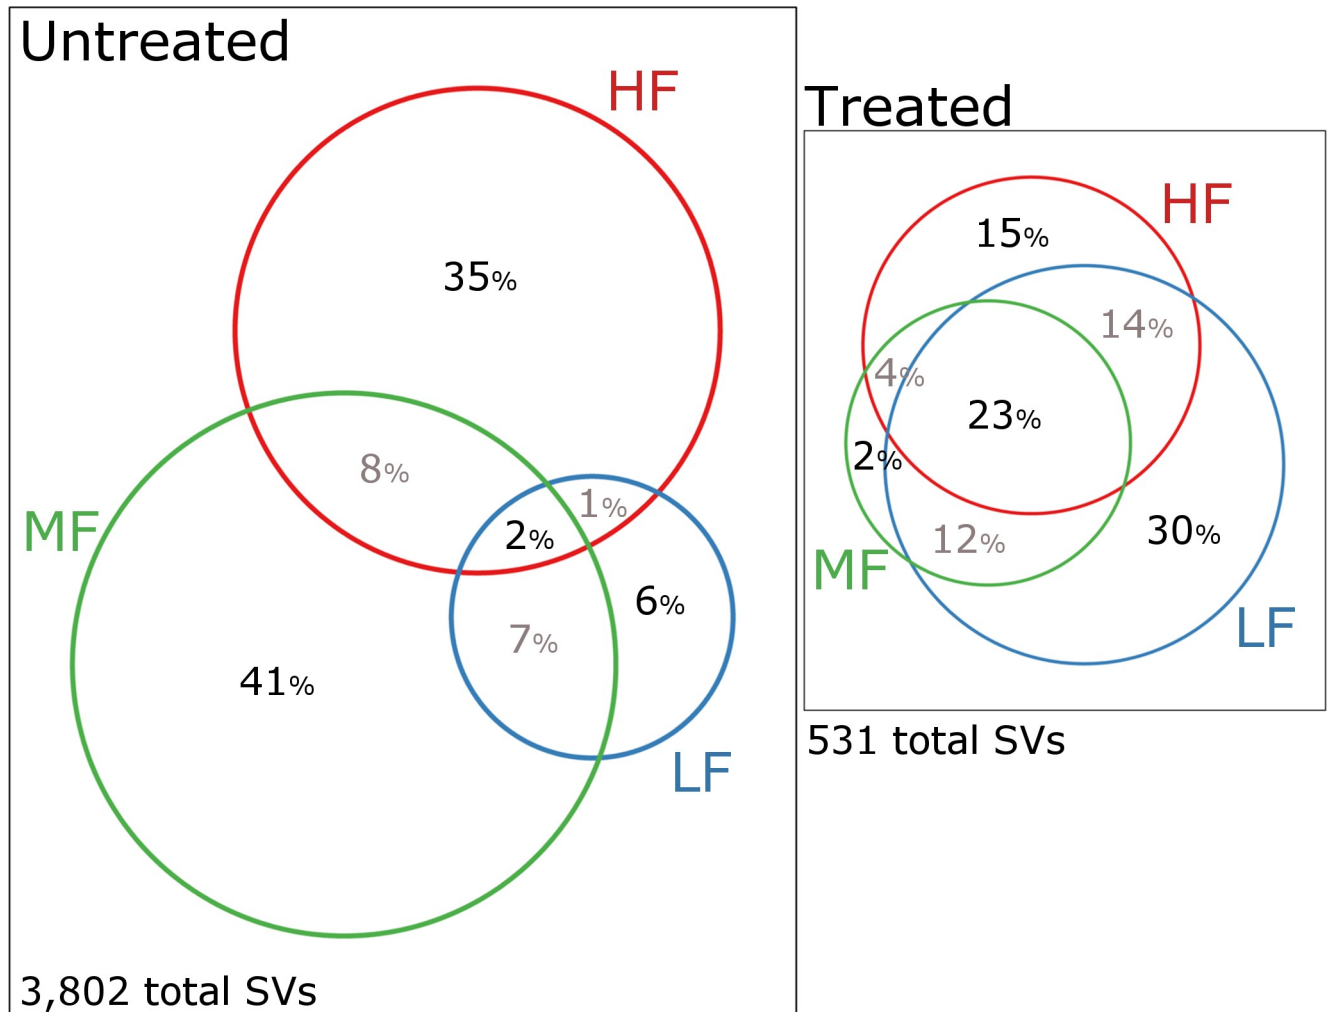 Untreated
HF
35%
8%
1%
2%
MF
6%
7%
41%
LF
3,802 total SVs
Treated
HF
15%
14%
4%
23%
2%
30%
12%
MF
LF
531 total SVs